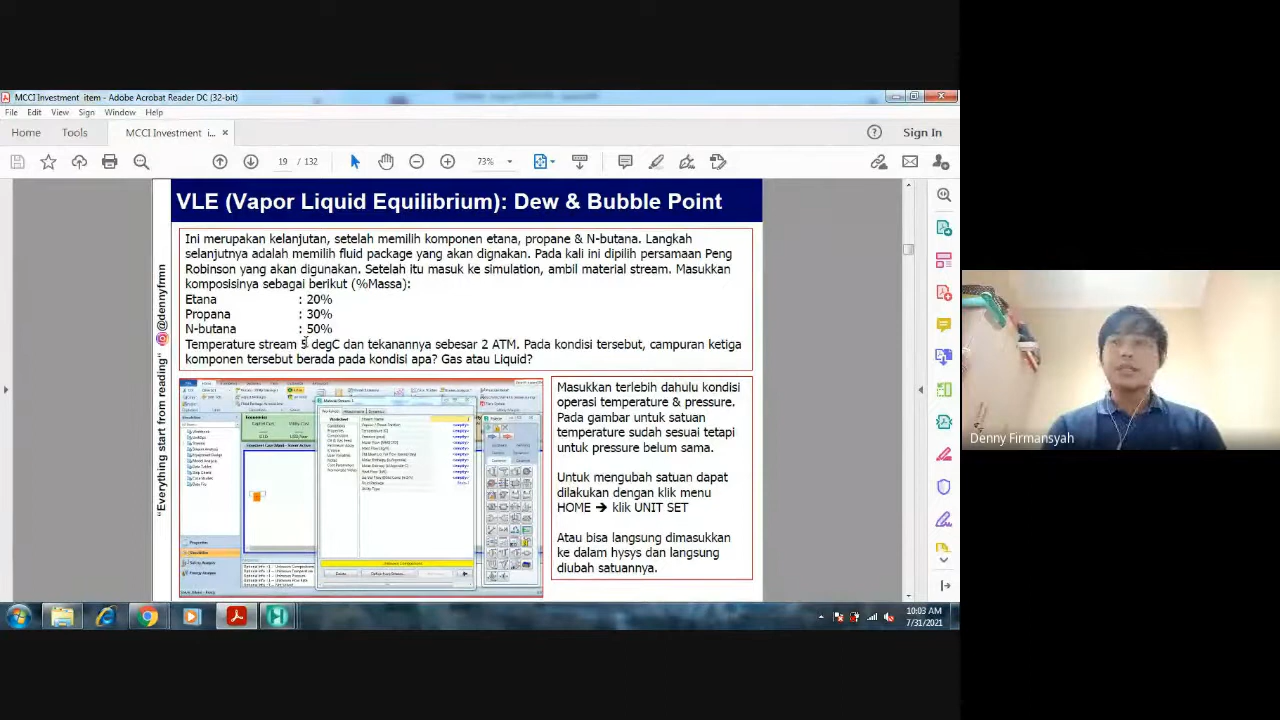 MCCI Investment item - Adobe Acrobat Reader DC (32-bit)
File Edit View Sign Window Help
Home Tools MCCI Investment i... × Sign In
19 / 132 73%
VLE (Vapor Liquid Equilibrium): Dew & Bubble Point
Ini merupakan kelanjutan, setelah memilih komponen etana, propane & N-butana. Langkah
selanjutnya adalah memilih fluid package yang akan dignakan. Pada kali ini dipilih persamaan Peng
Robinson yang akan digunakan. Setelah itu masuk ke simulation, ambil material stream. Masukkan
komposisinya sebagai berikut (%Massa):
Etana : 20%
Propana : 30%
N-butana : 50%
Temperature stream degC dan tekanannya sebesar 2 ATM. Pada kondisi tersebut, campuran ketiga
komponen tersebut berada pada kondisi apa? Gas atau Liquid?
"Everything start from reading" @dennyfrmn
Masukkan terlebih dahulu kondisi
operasi temperature & pressure.
Pada gambar untuk satuan
temperature sudah sesuai tetapi
untuk pressure belum sama.
Untuk mengubah satuan dapat
dilakukan dengan klik menu
HOME → klik UNIT SET
Atau bisa langsung dimasukkan
ke dalam hysys dan langsung
diubah satuannya.
Denny Firmansyah
10:03 AM
7/31/2021